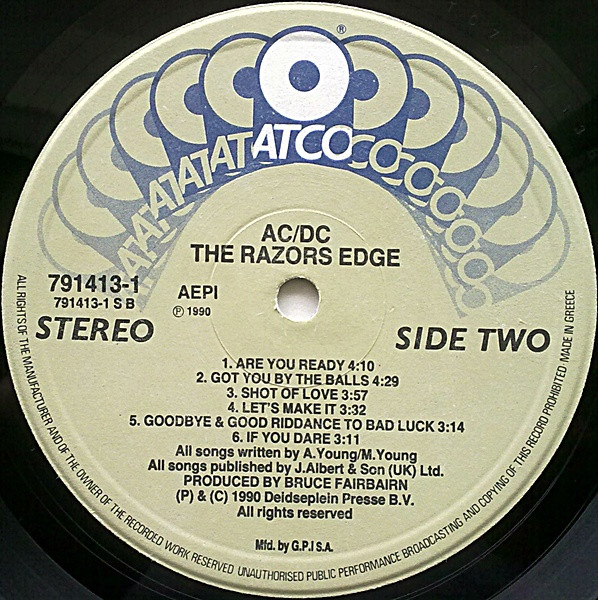 ®
ATCO
AC/DC
THE RAZORS EDGE
791413-1
791413-1 S B
AEPI
℗ 1990
STEREO
SIDE TWO
1. ARE YOU READY 4:10
2. GOT YOU BY THE BALLS 4:29
3. SHOT OF LOVE 3:57
4. LET'S MAKE IT 3:32
5. GOODBYE & GOOD RIDDANCE TO BAD LUCK 3:14
6. IF YOU DARE 3:11
All songs written by A.Young/M.Young
All songs published by J.Albert & Son (UK) Ltd.
PRODUCED BY BRUCE FAIRBAIRN
(P) & (C) 1990 Deidseplein Presse B.V.
All rights reserved
Mfd. by G.P.I S.A.
ALL RIGHTS OF THE MANUFACTURER AND OF THE OWNER OF THE RECORDED WORK RESERVED UNAUTHORISED PUBLIC PERFORMANCE BROADCASTING AND COPYING OF THIS RECORD PROHIBITED MADE IN GREECE